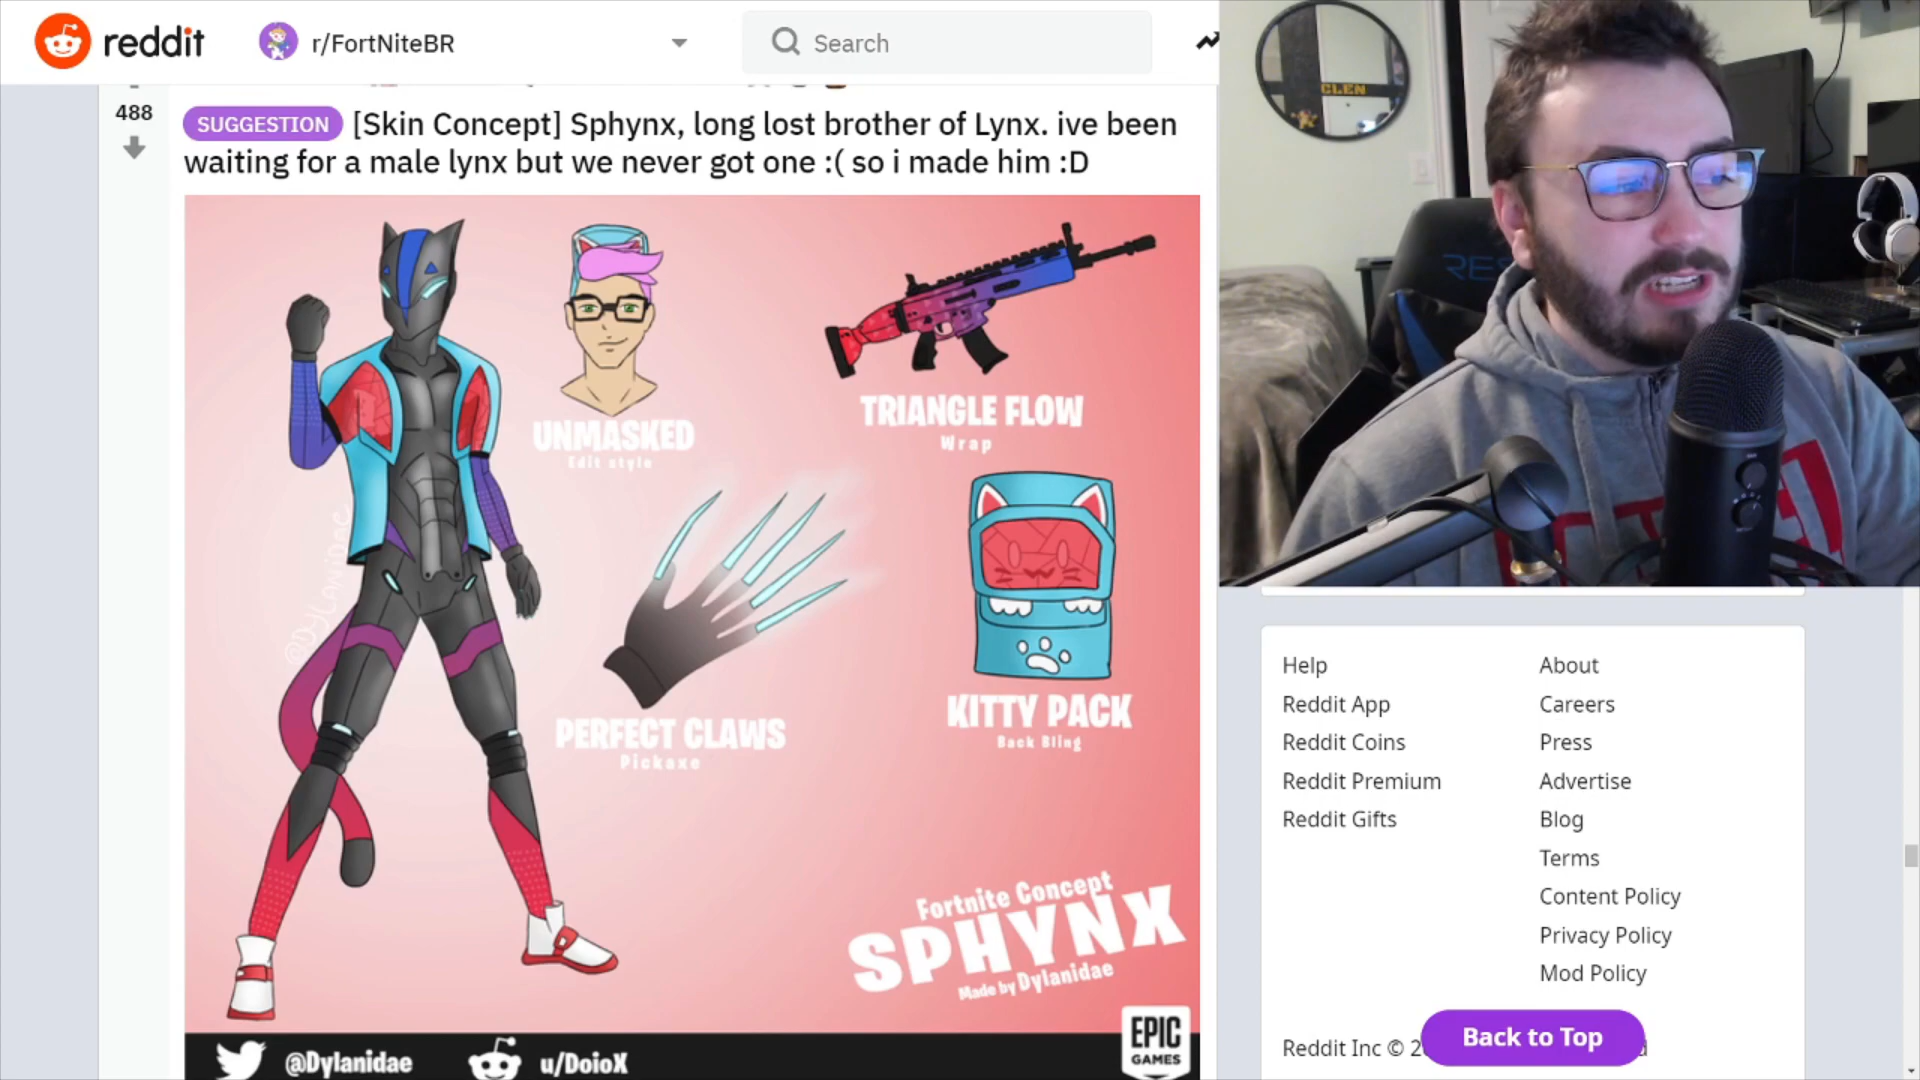 reddit
r/FortNiteBR
Search
488
SUGGESTION [Skin Concept] Sphynx, long lost brother of Lynx. ive been
waiting for a male lynx but we never got one :( so i made him :D
UNMASKED
Edit style
TRIANGLE FLOW
Wrap
@Dylanidae
PERFECT CLAWS
Pickaxe
KITTY PACK
Back Bling
Fortnite Concept
SPHYNX
Made by Dylanidae
@Dylanidae
u/DoioX
EPIC
GAMES
CLEN
RES
Help
Reddit App
Reddit Coins
Reddit Premium
Reddit Gifts
About
Careers
Press
Advertise
Blog
Terms
Content Policy
Privacy Policy
Mod Policy
Reddit Inc ©
Back to Top